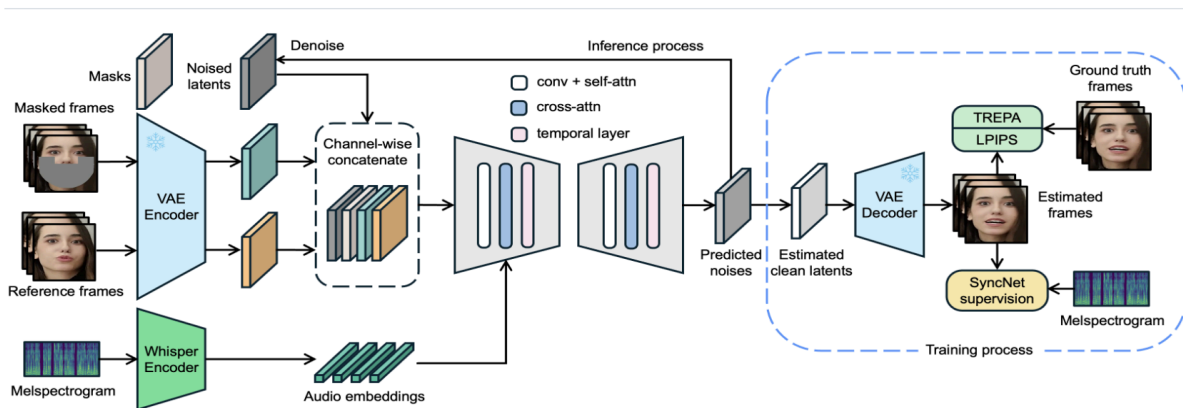 Masks
Noised
latents
Denoise
Inference process
Masked frames
VAE
Encoder
Reference frames
Channel-wise
concatenate
conv + self-attn
cross-attn
temporal layer
Melspectrogram
Whisper
Encoder
Audio embeddings
Predicted
noises
Estimated
clean latents
VAE
Decoder
TREPA
LPIPS
Ground truth
frames
Estimated
frames
SyncNet
supervision
Melspectrogram
Training process